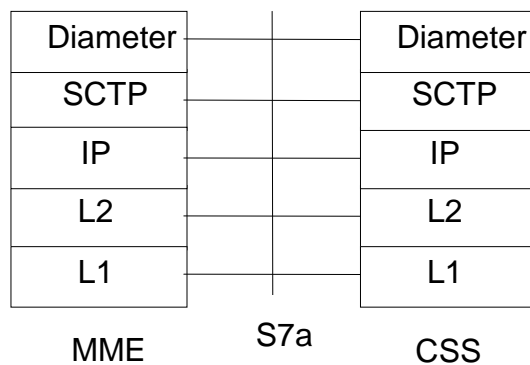 Diameter Diameter
SCTP SCTP
IP IP
L2 L2
L1 L1
MME S7a CSS